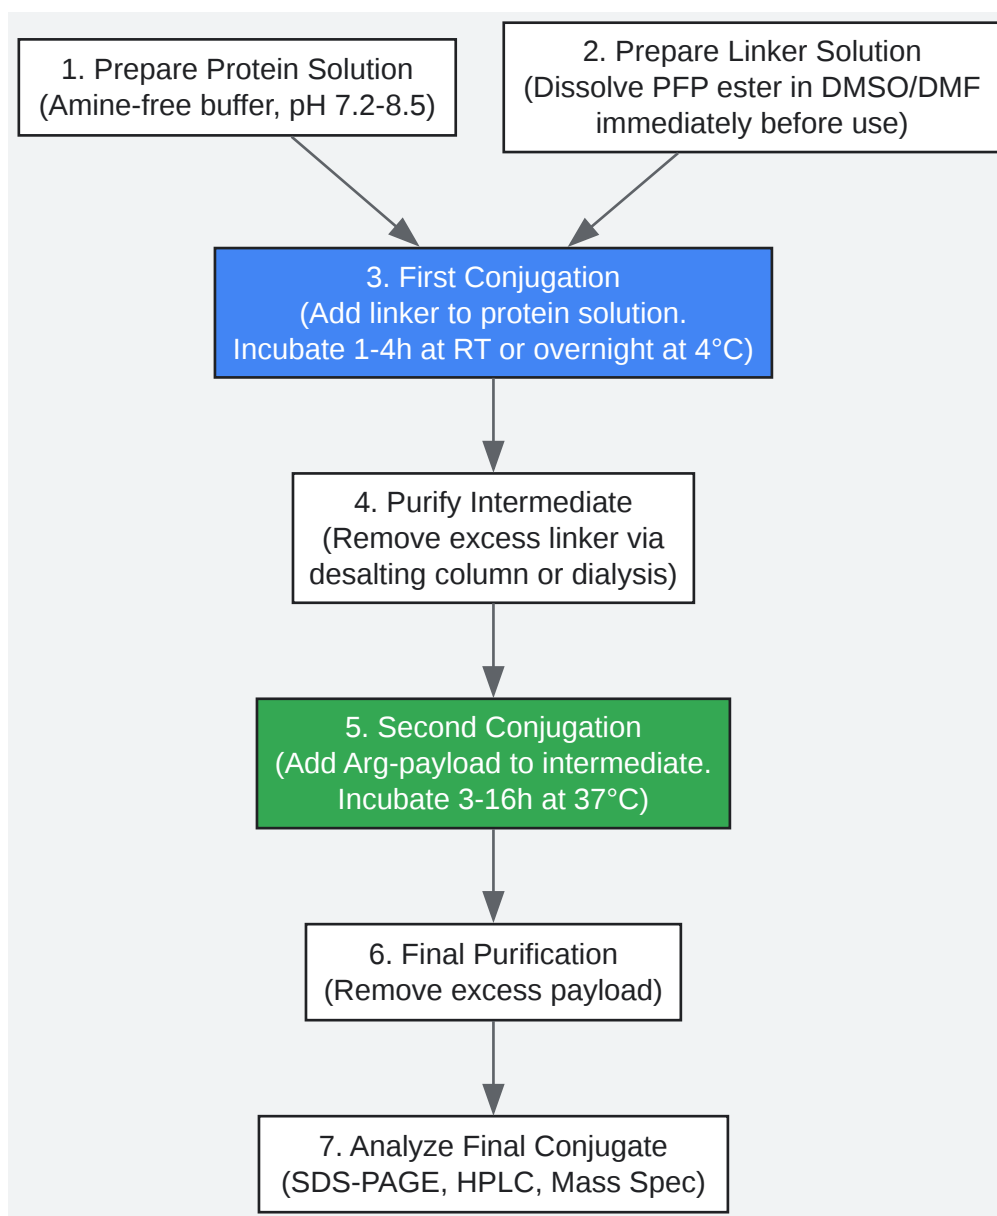 1. Prepare Protein Solution
(Amine-free buffer, pH 7.2-8.5)
2. Prepare Linker Solution
(Dissolve PFP ester in DMSO/DMF
immediately before use)
3. First Conjugation
(Add linker to protein solution.
Incubate 1-4h at RT or overnight at 4°C)
4. Purify Intermediate
(Remove excess linker via
desalting column or dialysis)
5. Second Conjugation
(Add Arg-payload to intermediate.
Incubate 3-16h at 37°C)
6. Final Purification
(Remove excess payload)
7. Analyze Final Conjugate
(SDS-PAGE, HPLC, Mass Spec)